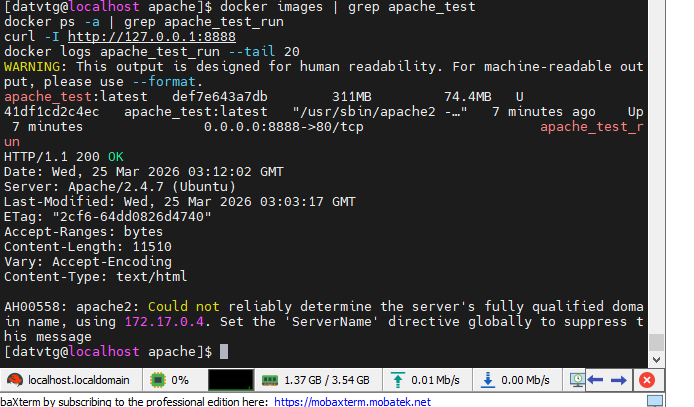 [datvtg@localhost apache]$ docker images | grep apache_test
docker ps -a | grep apache_test_run
curl -I http://127.0.0.1:8888
docker logs apache_test_run --tail 20
WARNING: This output is designed for human readability. For machine-readable out
put, please use --format.
apache_test:latest   def7e643a7db        311MB         74.4MB   U
41df1cd2c4ec   apache_test:latest   "/usr/sbin/apache2 -…"   7 minutes ago   Up
 7 minutes               0.0.0.0:8888->80/tcp                       apache_test_r
un
HTTP/1.1 200 OK
Date: Wed, 25 Mar 2026 03:12:02 GMT
Server: Apache/2.4.7 (Ubuntu)
Last-Modified: Wed, 25 Mar 2026 03:03:17 GMT
ETag: "2cf6-64dd0826d4740"
Accept-Ranges: bytes
Content-Length: 11510
Vary: Accept-Encoding
Content-Type: text/html
AH00558: apache2: Could not reliably determine the server's fully qualified doma
in name, using 172.17.0.4. Set the 'ServerName' directive globally to suppress t
his message
[datvtg@localhost apache]$
localhost.localdomain 0% 1.37 GB / 3.54 GB 0.01 Mb/s 0.00 Mb/s
baXterm by subscribing to the professional edition here: https://mobaxterm.mobatek.net